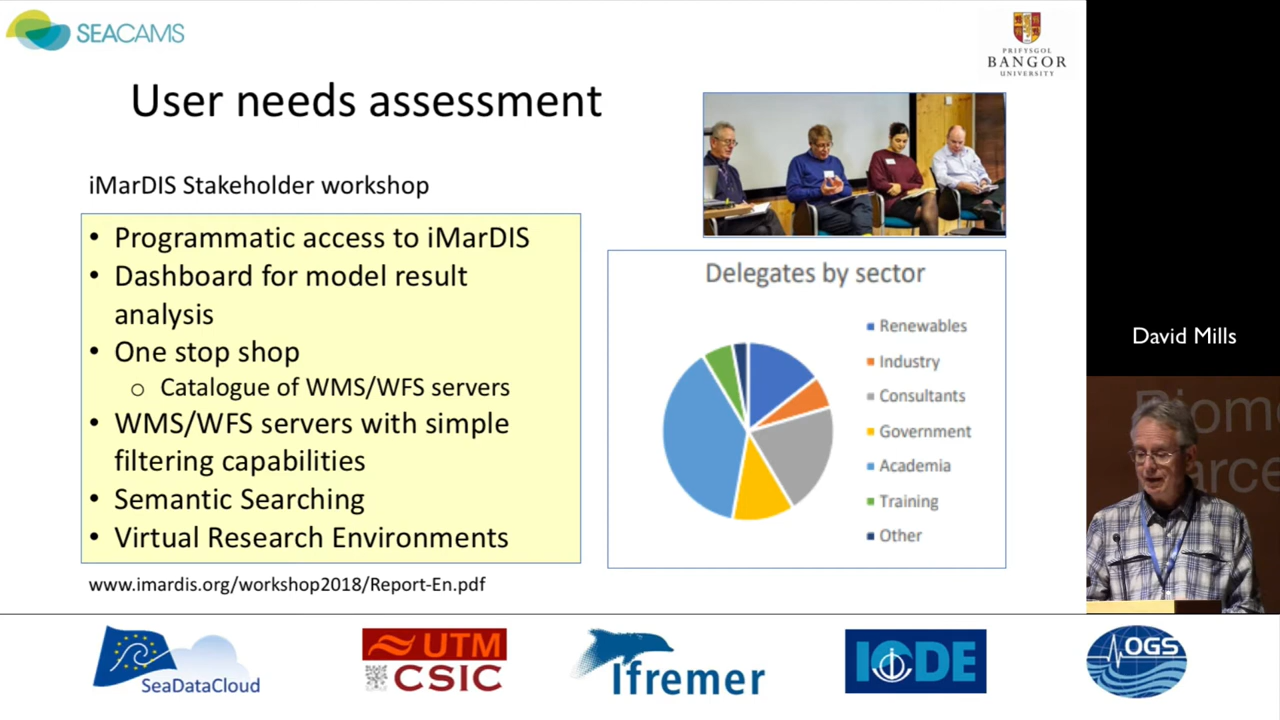 SEACAMS
PRIFYSGOL
BANGOR
UNIVERSITY
User needs assessment
iMarDIS Stakeholder workshop
• Programmatic access to iMarDIS
• Dashboard for model result
analysis
• One stop shop
o Catalogue of WMS/WFS servers
• WMS/WFS servers with simple
filtering capabilities
• Semantic Searching
• Virtual Research Environments
www.imardis.org/workshop2018/Report-En.pdf
Delegates by sector
Renewables
Industry
Consultants
Government
Academia
Training
Other
David Mills
SeaDataCloud
UTM
CSIC
Ifremer
IODE
OGS